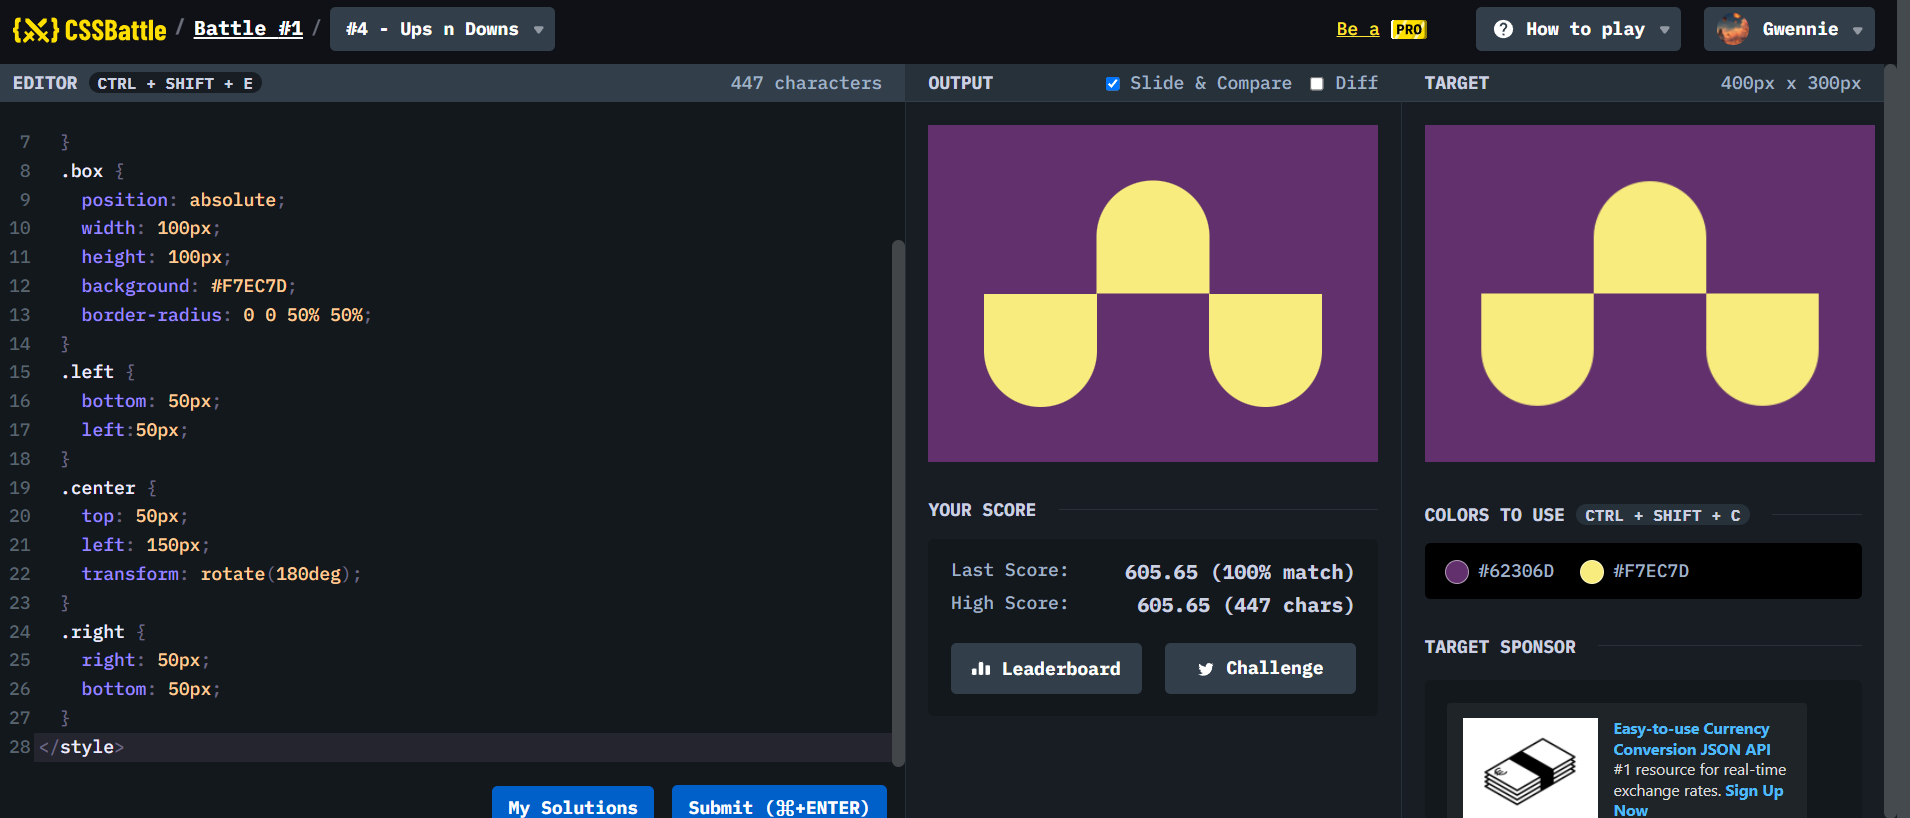 {X} CSSBattle / Battle #1 / #4 - Ups n Downs
Be a PRO
How to play
Gwennie
EDITOR CTRL + SHIFT + E 447 characters
7 }
8 .box {
9 position: absolute;
10 width: 100px;
11 height: 100px;
12 background: #F7EC7D;
13 border-radius: 0 0 50% 50%;
14 }
15 .left {
16 bottom: 50px;
17 left:50px;
18 }
19 .center {
20 top: 50px;
21 left: 150px;
22 transform: rotate(180deg);
23 }
24 .right {
25 right: 50px;
26 bottom: 50px;
27 }
28 </style>
My Solutions
Submit (⌘+ENTER)
OUTPUT Slide & Compare Diff
YOUR SCORE
Last Score: 605.65 (100% match)
High Score: 605.65 (447 chars)
Leaderboard
Challenge
TARGET 400px x 300px
COLORS TO USE CTRL + SHIFT + C
#62306D #F7EC7D
TARGET SPONSOR
Easy-to-use Currency
Conversion JSON API
#1 resource for real-time
exchange rates. Sign Up
Now